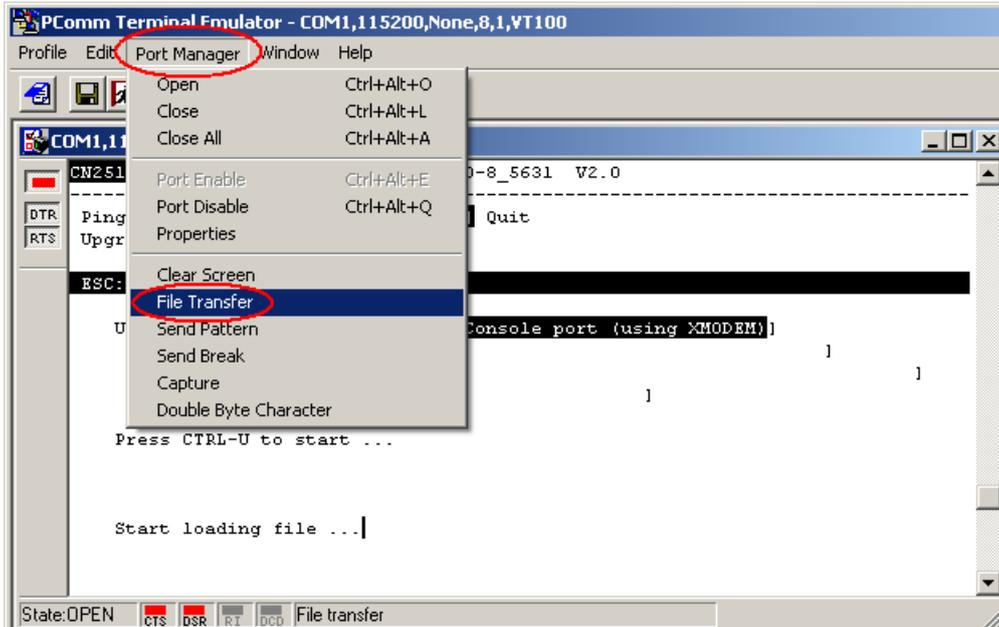 PComm Terminal Emulator - COM1,115200,None,8,1,VT100
Profile Edit Port Manager Window Help
Open Ctrl+Alt+O
Close Ctrl+Alt+L
Close All Ctrl+Alt+A
Port Enable Ctrl+Alt+E
Port Disable Ctrl+Alt+Q
Properties
Clear Screen
File Transfer
Send Pattern
Send Break
Capture
Double Byte Character
COM1,11
CN251 0-8_5631 V2.0
DTR Ping ] Quit
RTS Upgr
ESC:
U Console port (using XMODEM)]
]
]
]
Press CTRL-U to start ...
Start loading file ...
State:OPEN CTS DSR RI DCD File transfer